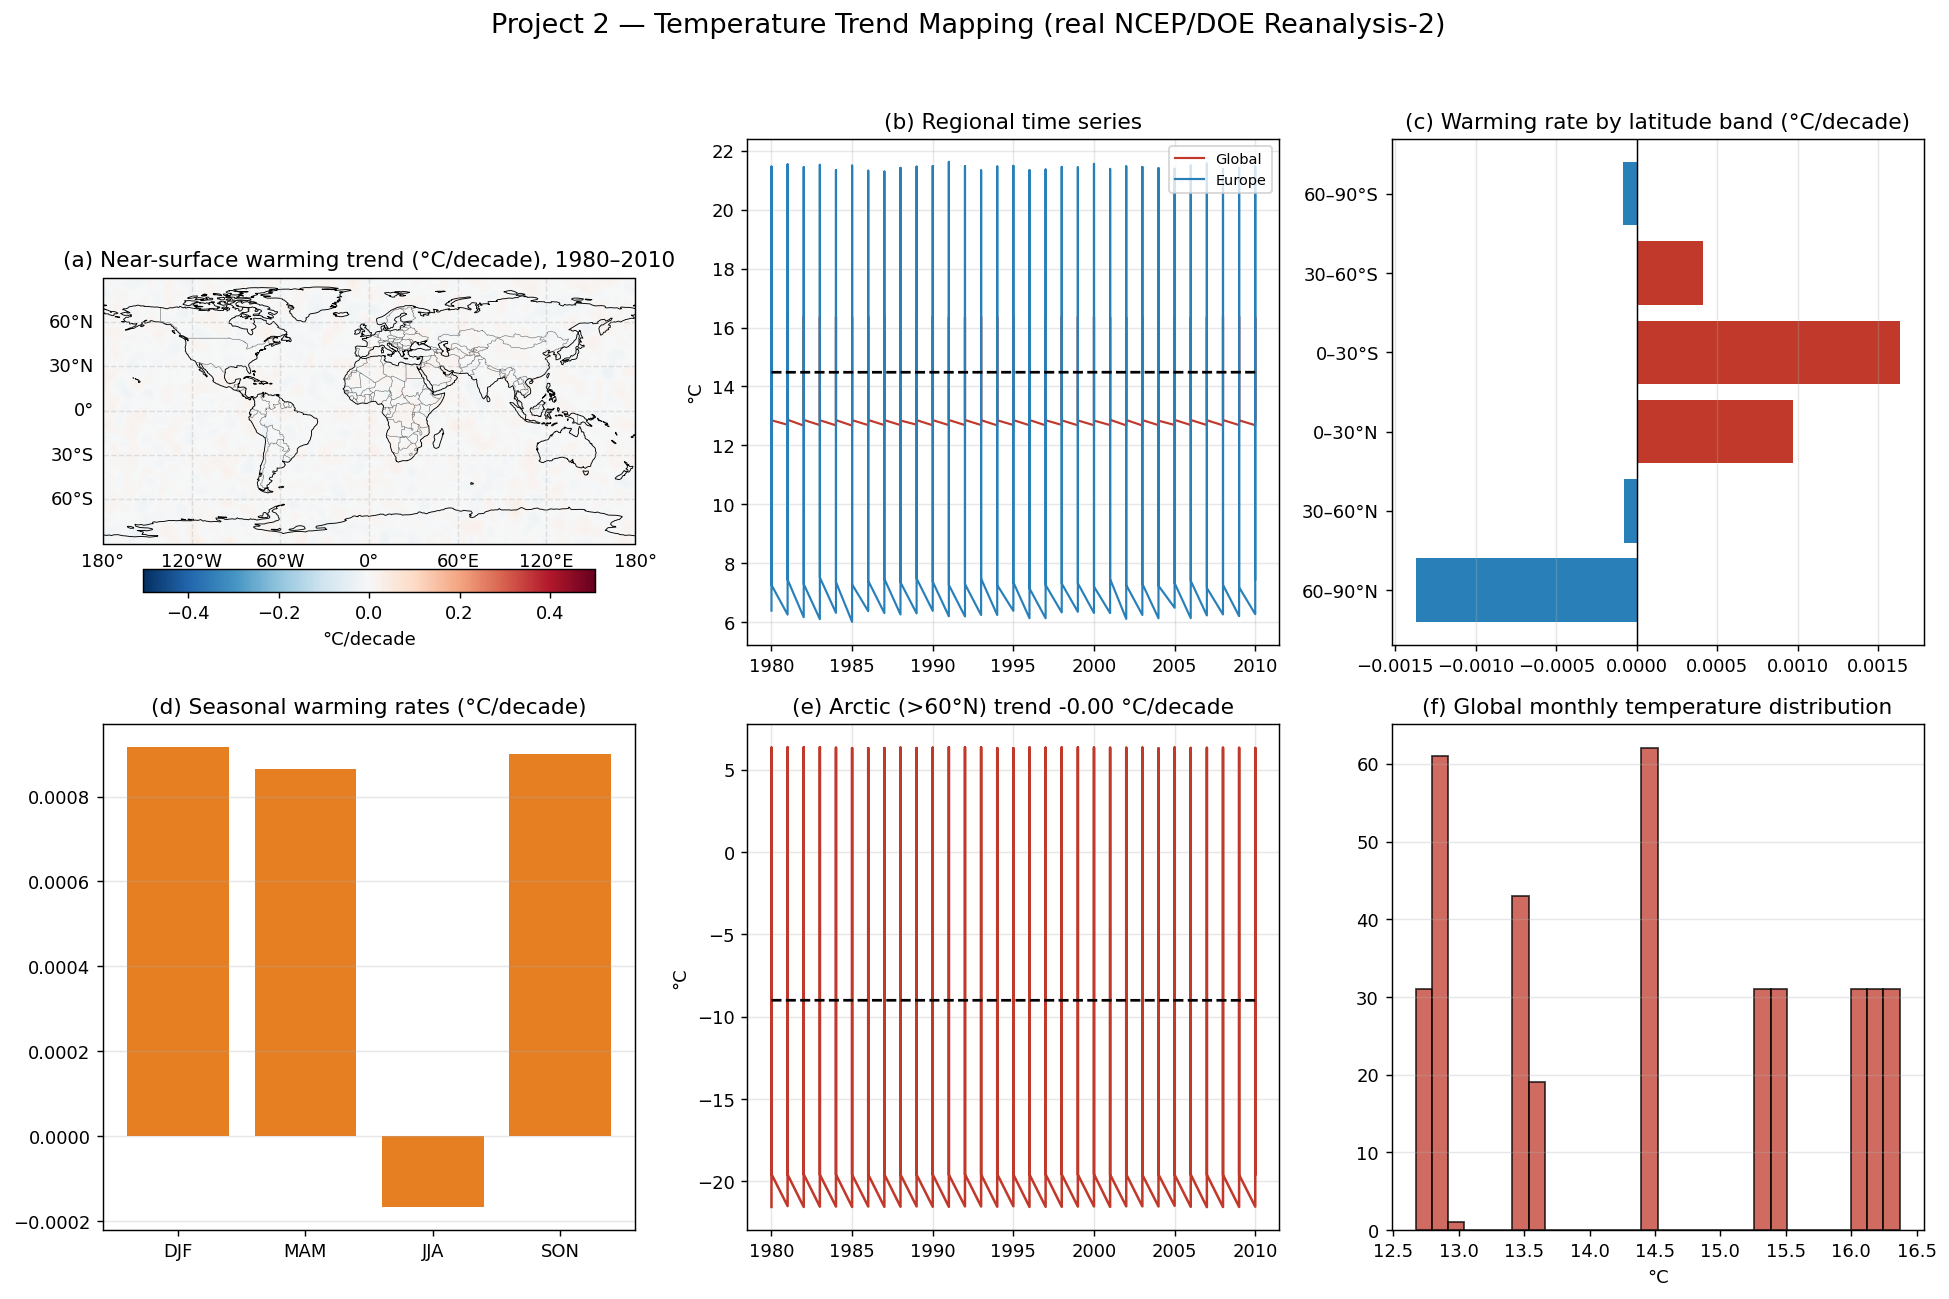 Project 2 — Temperature Trend Mapping (real NCEP/DOE Reanalysis-2)
(a) Near-surface warming trend (°C/decade), 1980–2010
60°N
30°N
0°
30°S
60°S
180° 120°W 60°W 0° 60°E 120°E 180°
−0.4 −0.2 0.0 0.2 0.4
°C/decade
(b) Regional time series
Global
Europe
°C
22
20
18
16
14
12
10
8
6
1980 1985 1990 1995 2000 2005 2010
(c) Warming rate by latitude band (°C/decade)
60–90°S
30–60°S
0–30°S
0–30°N
30–60°N
60–90°N
−0.0015 −0.0010 −0.0005 0.0000 0.0005 0.0010 0.0015
(d) Seasonal warming rates (°C/decade)
0.0008
0.0006
0.0004
0.0002
0.0000
−0.0002
DJF MAM JJA SON
(e) Arctic (>60°N) trend -0.00 °C/decade
°C
5
0
−5
−10
−15
−20
1980 1985 1990 1995 2000 2005 2010
(f) Global monthly temperature distribution
60
50
40
30
20
10
0
12.5 13.0 13.5 14.0 14.5 15.0 15.5 16.0 16.5
°C